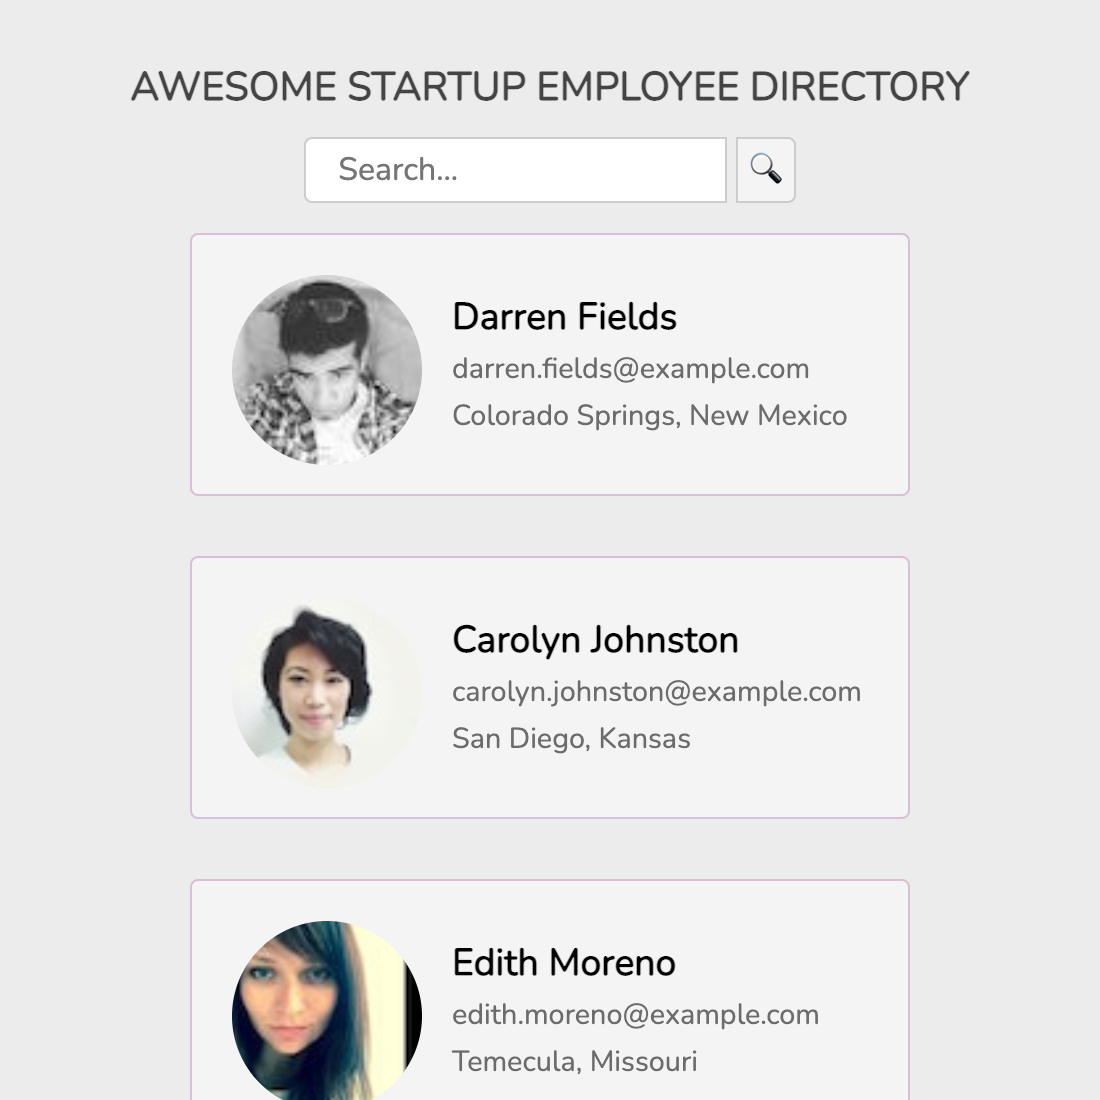 AWESOME STARTUP EMPLOYEE DIRECTORY
Search...
Darren Fields
darren.fields@example.com
Colorado Springs, New Mexico
Carolyn Johnston
carolyn.johnston@example.com
San Diego, Kansas
Edith Moreno
edith.moreno@example.com
Temecula, Missouri